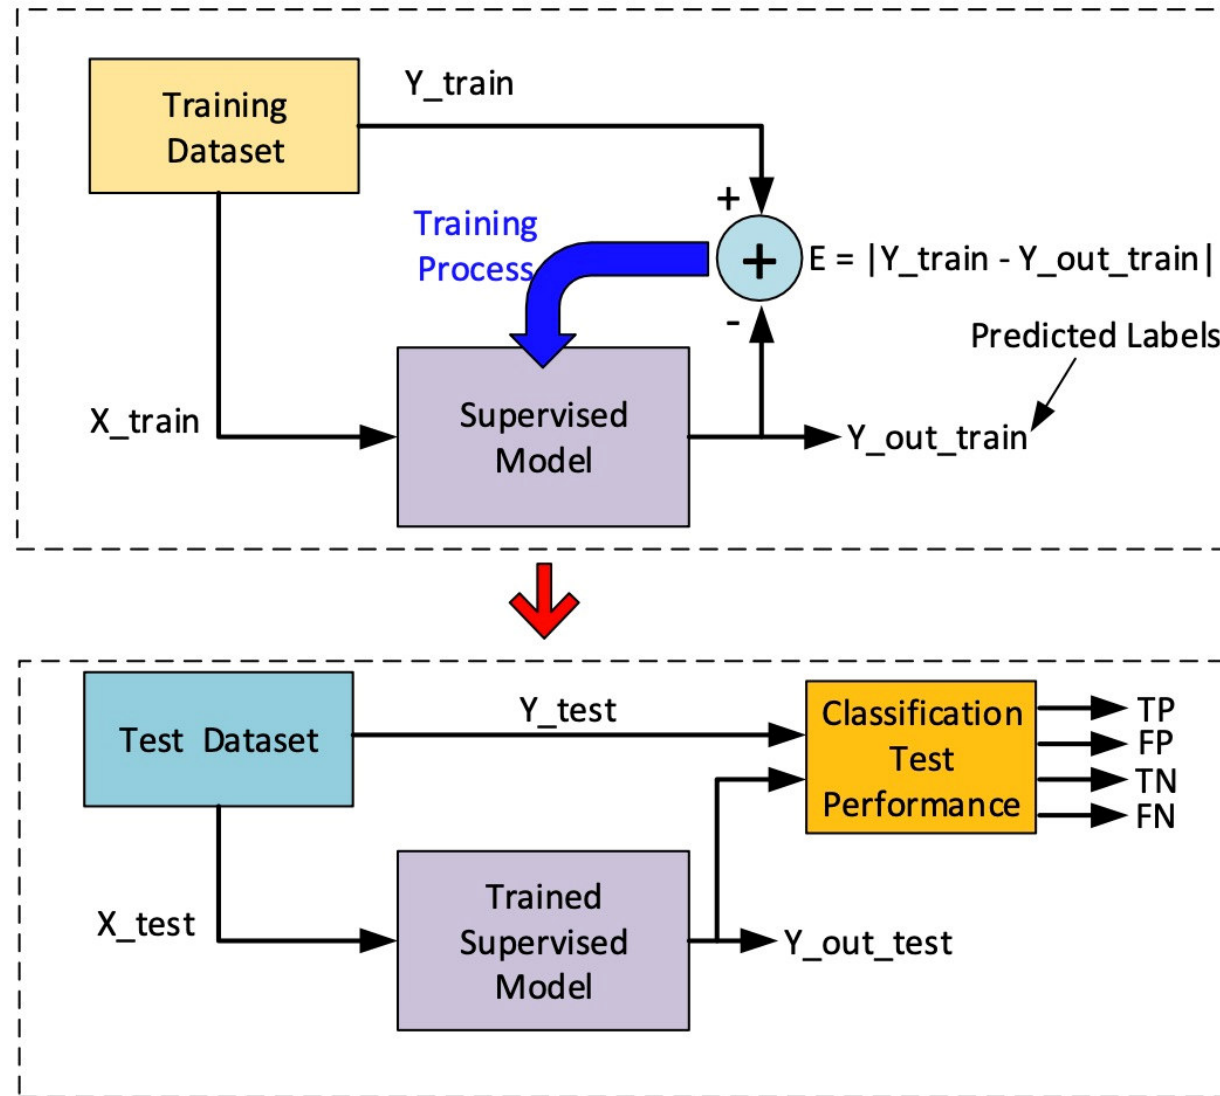 Training
Dataset
Y_train
+
Training
Process
+
E = |Y_train - Y_out_train|
-
Predicted Labels
X_train
Supervised
Model
Y_out_train
Test Dataset
Y_test
Classification
Test
Performance
TP
FP
TN
FN
X_test
Trained
Supervised
Model
Y_out_test